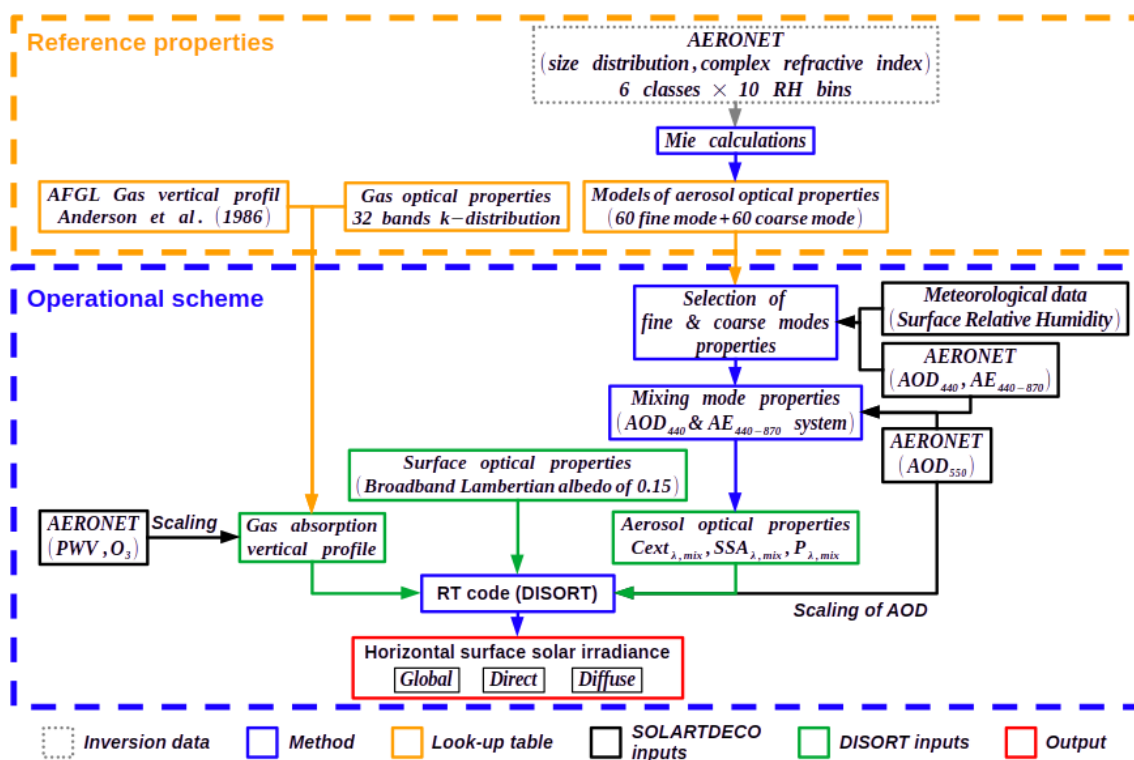 Reference properties
AERONET
(size distribution, complex refractive index)
6 classes × 10 RH bins
Mie calculations
AFGL Gas vertical profil
Anderson et al. (1986)
Gas optical properties
32 bands k−distribution
Models of aerosol optical properties
(60 fine mode+60 coarse mode)
Operational scheme
Selection of
fine & coarse modes
properties
Meteorological data
(Surface Relative Humidity)
AERONET
(AOD440, AE440−870)
Mixing mode properties
(AOD440 & AE440−870 system)
AERONET
(AOD550)
Surface optical properties
(Broadband Lambertian albedo of 0.15)
AERONET
(PWV, O3)
Scaling
Gas absorption
vertical profile
Aerosol optical properties
Cextλ,mix, SSAλ,mix, Pλ,mix
RT code (DISORT)
Scaling of AOD
Horizontal surface solar irradiance
Global Direct Diffuse
Inversion data
Method
Look-up table
SOLARTDECO
inputs
DISORT inputs
Output